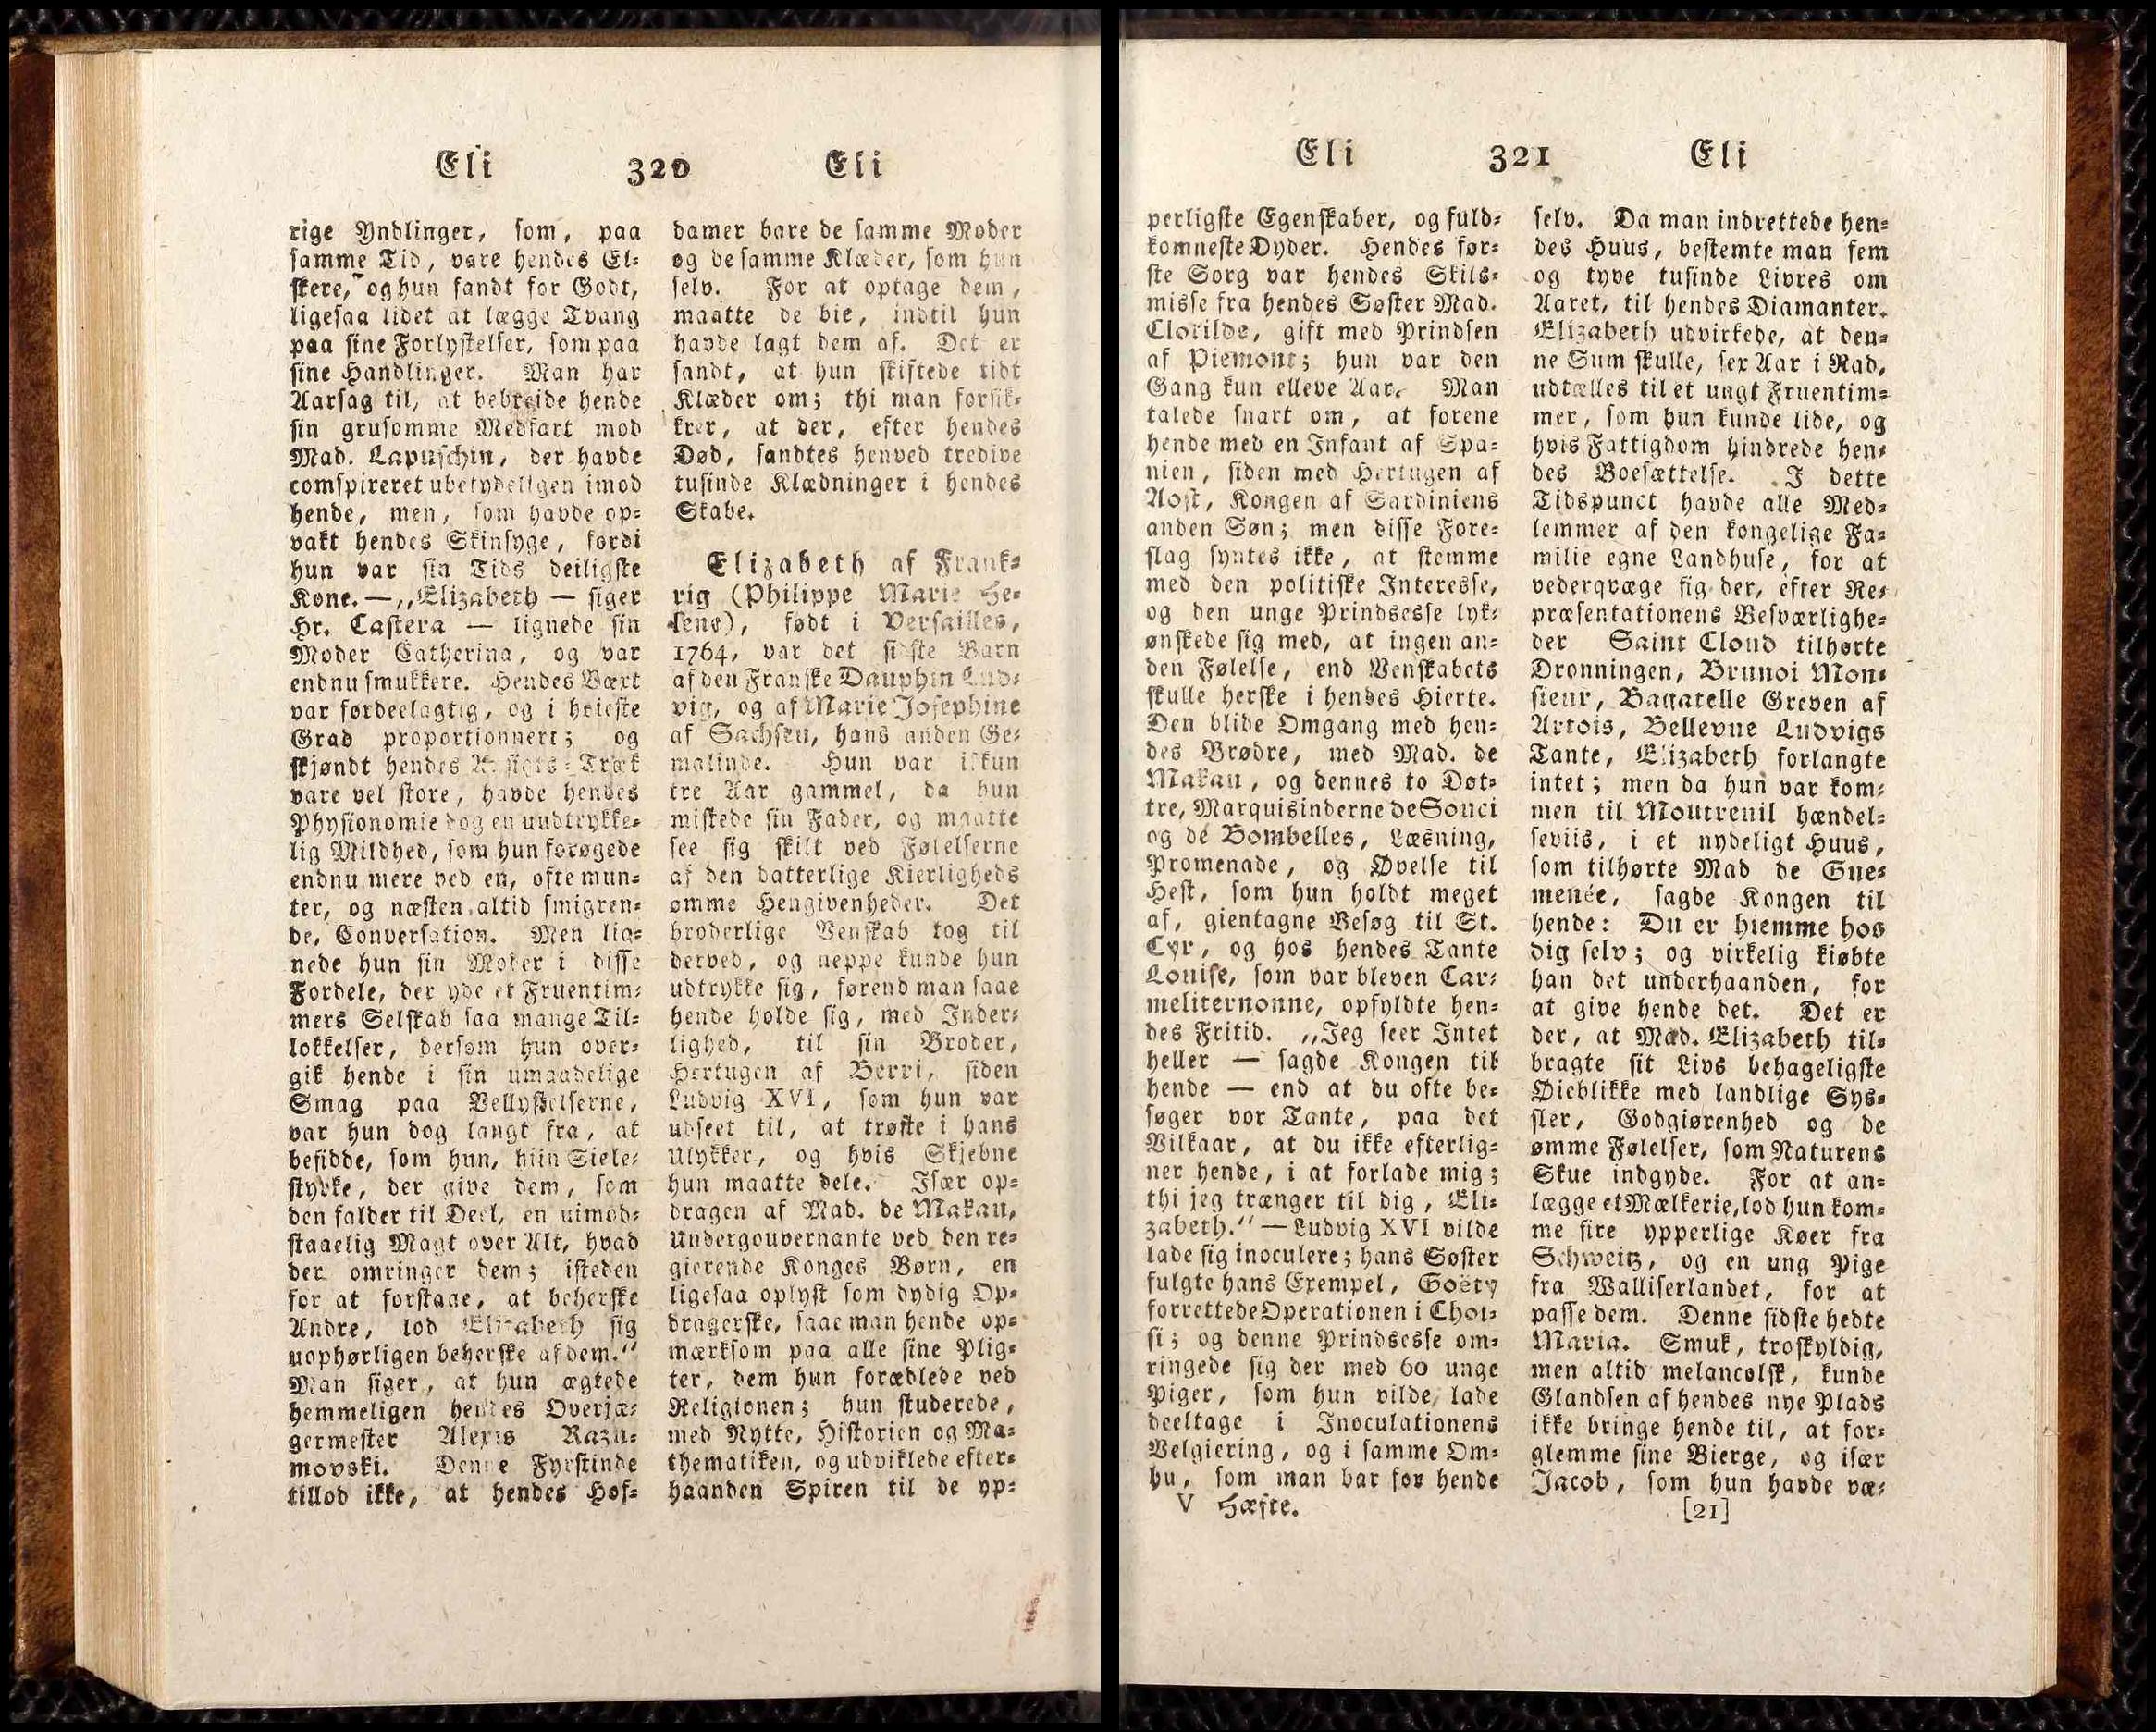 Eli 320 Eli
rige Yndlinger, som, paa
samme Tid, vare hendes El⸗
skere, og hun fandt for Godt,
ligesaa lidet at lægge Tvang
paa sine Forlystelser, som paa
sine Handlinger. Man har
Aarsag til, at bebreide hende
sin grusomme Medfart mod
Mad. Lapuschin, der havde
comspireret ubetydeligen imod
hende, men, som havde op⸗
vakt hendes Skinsyge, fordi
hun var sin Tids deiligste
Kone. — „Elizabeth — siger
Hr. Castera — lignede sin
Moder Catherina, og var
endnu smukkere. Hendes Vært
var fordeelagtig, og i høieste
Grad proportionnert; og
skjøndt hendes Ansigts⸗Træk
vare vel store, havde hendes
Physionomie dog en uudtrykke⸗
lig Mildhed, som hun forøgede
endnu mere ved en, ofte mun⸗
ter, og næsten altid smigren⸗
de, Conversation. Men lig⸗
nede hun sin Moder i disse
Fordele, der yde et Fruentim⸗
mers Selskab saa mange Til⸗
lokkelser, dersom hun over⸗
gik hende i sin umaadelige
Smag paa Vellystelserne,
var hun dog langt fra, at
besidde, som hun, hiin Siele⸗
styrke, der give dem, som
den falder til Deel, en uimod⸗
staaelig Magt over Alt, hvad
der omringer dem; isteden
for at forstaae, at beherske
Andre, lod Elizabeth sig
uophørligen beherske af dem.“
Man siger, at hun ægtede
hemmeligen hendes Overjæ⸗
germester Alexis Razu⸗
movski. Denne Fyrstinde
tillod ikke, at hendes Hof⸗
damer bare de samme Moder
og de samme Klæder, som hun
selv. For at optage dem,
maatte de bie, indtil hun
havde lagt dem af. Det er
sandt, at hun skiftede tidt
Klæder om; thi man forsik⸗
krer, at der, efter hendes
Død, fandtes henved tredive
tusinde Klædninger i hendes
Skabe.
Elizabeth af Frank⸗
rig (Philippe Marie He⸗
lene), født i Versailles,
1764, var det sidste Barn
af den Franske Dauphin Lud⸗
vig, og af Marie Josephine
af Sachsen, hans anden Ge⸗
malinde. Hun var ikkun
tre Aar gammel, da hun
mistede sin Fader, og maatte
see sig skilt ved Følelserne
af den datterlige Kierligheds
ømme Hengivenheder. Det
broderlige Venskab tog til
derved, og neppe kunde hun
udtrykke sig, førend man saae
hende holde sig, med Inder⸗
lighed, til sin Broder,
Hertugen af Berri, siden
Ludvig XVI, som hun var
udseet til, at trøste i hans
Ulykker, og hvis Skjebne
hun maatte dele. Især op⸗
dragen af Mad. de Makau,
Undergouvernante ved den re⸗
gierende Konges Børn, en
ligesaa oplyst som dydig Op⸗
dragerske, saae man hende op⸗
mærksom paa alle sine Plig⸗
ter, dem hun forædlede ved
Religionen; hun studerede,
med Nytte, Historien og Ma⸗
thematiken, og udviklede efter⸗
haanden Spiren til de yp⸗
Eli 321 Eli
perligste Egenskaber, og fuld⸗
komneste Dyder. Hendes før⸗
ste Sorg var hendes Skils⸗
misse fra hendes Søster Mad.
Clotilde, gift med Prindsen
af Piemont; hun var den
Gang kun elleve Aar. Man
talede snart om, at forene
hende med en Infant af Spa⸗
nien, siden med Hertugen af
Aost, Kongen af Sardiniens
anden Søn; men disse Fore⸗
slag syntes ikke, at stemme
med den politiske Interesse,
og den unge Prindsesse lyk⸗
ønskede sig med, at ingen an⸗
den Følelse, end Venskabets
skulle herske i hendes Hierte.
Den blide Omgang med hen⸗
des Brødre, med Mad. de
Makau, og dennes to Døt⸗
tre, Marquisinderne de Souci
og de Bombelles, Læsning,
Promenade, og Øvelse til
Hest, som hun holdt meget
af, gientagne Besøg til St.
Cyr, og hos hendes Tante
Louise, som var bleven Car⸗
meliternonne, opfyldte hen⸗
des Fritid. „Jeg seer Intet
heller — sagde Kongen til
hende — end at du ofte be⸗
søger vor Tante, paa det
Vilkaar, at du ikke efterlig⸗
ner hende, i at forlade mig;
thi jeg trænger til dig, Eli⸗
zabeth.“ — Ludvig XVI vilde
lade sig inoculere; hans Søster
fulgte hans Exempel, Goëty
forrettede Operationen i Choi⸗
si; og denne Prindsesse om⸗
ringede sig der med 60 unge
Piger, som hun vilde lade
deeltage i Inoculationens
Velgiering, og i samme Om⸗
hu, som man bar for hende
V Hæfte.
selv. Da man indrettede hen⸗
des Huus, bestemte man fem
og tyve tusinde Livres om
Aaret, til hendes Diamanter.
Elizabeth udvirkede, at den⸗
ne Sum skulle, sex Aar i Rad,
udtælles til et ungt Fruentim⸗
mer, som hun kunde lide, og
hvis Fattigdom hindrede hen⸗
des Boesættelse. I dette
Tidspunct havde alle Med⸗
lemmer af den kongelige Fa⸗
milie egne Landhuse, for at
vederqvæge sig der, efter Re⸗
præsentationens Besværlighe⸗
der Saint Cloud tilhørte
Dronningen, Brunoi Mon⸗
sieur, Bagatelle Greven af
Artois, Bellevue Ludvigs
Tante, Elizabeth forlangte
intet; men da hun var kom⸗
men til Moutreuil hændel⸗
seviis, i et nydeligt Huus,
som tilhørte Mad de Gue⸗
menée, sagde Kongen til
hende: Du er hiemme hos
dig selv; og virkelig kiøbte
han det underhaanden, for
at give hende det. Det er
der, at Mad. Elizabeth til⸗
bragte sit Livs behageligste
Øieblikke med landlige Sys⸗
sler, Godgiørenhed og de
ømme Følelser, som Naturens
Skue indgyde. For at an⸗
lægge et Mælkerie, lod hun kom⸗
me fire ypperlige Køer fra
Schweitz, og en ung Pige
fra Walliserlandet, for at
passe dem. Denne sidste hedte
Maria. Smuk, troskyldig,
men altid melancolsk, kunde
Glandsen af hendes nye Plads
ikke bringe hende til, at for⸗
glemme sine Bierge, og især
Jacob, som hun havde væ⸗
[21]